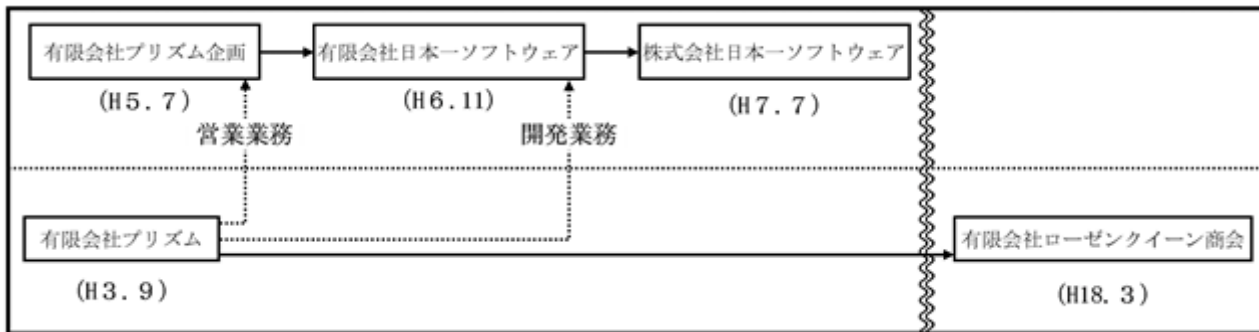 有限会社プリズム企画
有限会社日本一ソフトウェア
株式会社日本一ソフトウェア
(H5.7)
(H6.11)
(H7.7)
営業業務
開発業務
有限会社プリズム
有限会社ローゼンクイーン商会
(H3.9)
(H18.3)